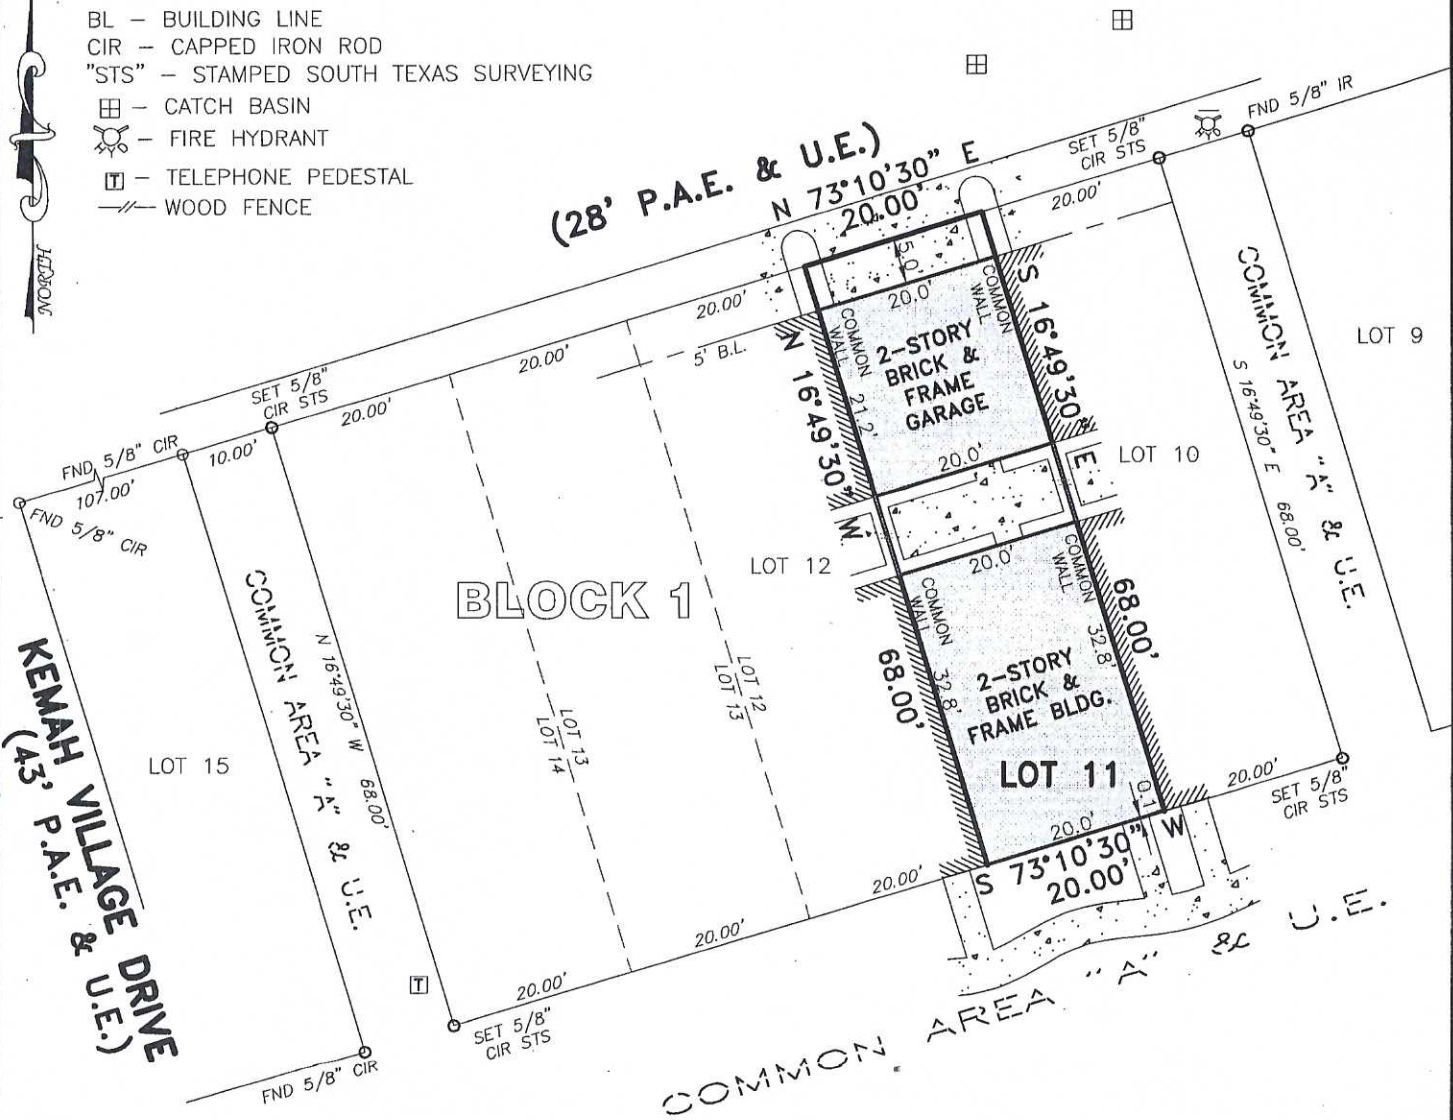 BL – BUILDING LINE
CIR – CAPPED IRON ROD
"STS" – STAMPED SOUTH TEXAS SURVEYING
– CATCH BASIN
– FIRE HYDRANT
T – TELEPHONE PEDESTAL
–//– WOOD FENCE
NORTH
(28' P.A.E. & U.E.)
N 73°10'30" E
20.00'
SET 5/8"
CIR STS
FND 5/8" IR
20.00'
5.0'
20.0'
20.00'
5' B.L.
20.00'
SET 5/8"
CIR STS
20.00'
10.00'
FND 5/8" CIR
107.00'
FND 5/8" CIR
COMMON
WALL
COMMON
WALL
2-STORY
BRICK &
FRAME
GARAGE
21.2'
20.0'
N 16°49'30" W
68.00'
S 16°49'30" E
68.00'
LOT 9
LOT 10
COMMON AREA "A" & U.E.
S 16°49'30" E 68.00'
LOT 12
BLOCK 1
20.0'
COMMON
WALL
COMMON
WALL
32.8'
32.8'
2-STORY
BRICK &
FRAME BLDG.
LOT 11
0.1'
20.0'
S 73°10'30" W
20.00'
20.00'
SET 5/8"
CIR STS
LOT 12
LOT 13
LOT 13
LOT 14
N 16°49'30" W 68.00'
COMMON AREA "A" & U.E.
LOT 15
KEMAH VILLAGE DRIVE
(43' P.A.E. & U.E.)
20.00'
20.00'
20.00'
T
SET 5/8"
CIR STS
FND 5/8" CIR
COMMON AREA "A" & U.E.